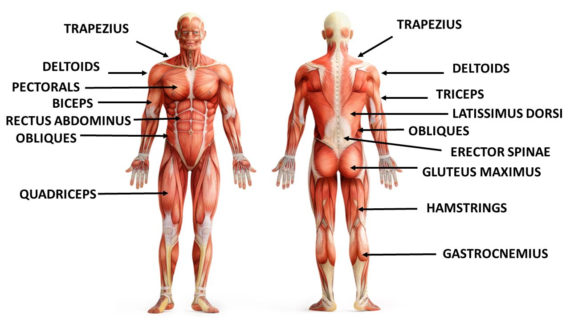 TRAPEZIUS
DELTOIDS
PECTORALS
BICEPS
RECTUS ABDOMINUS
OBLIQUES
QUADRICEPS
TRAPEZIUS
DELTOIDS
TRICEPS
LATISSIMUS DORSI
OBLIQUES
ERECTOR SPINAE
GLUTEUS MAXIMUS
HAMSTRINGS
GASTROCNEMIUS